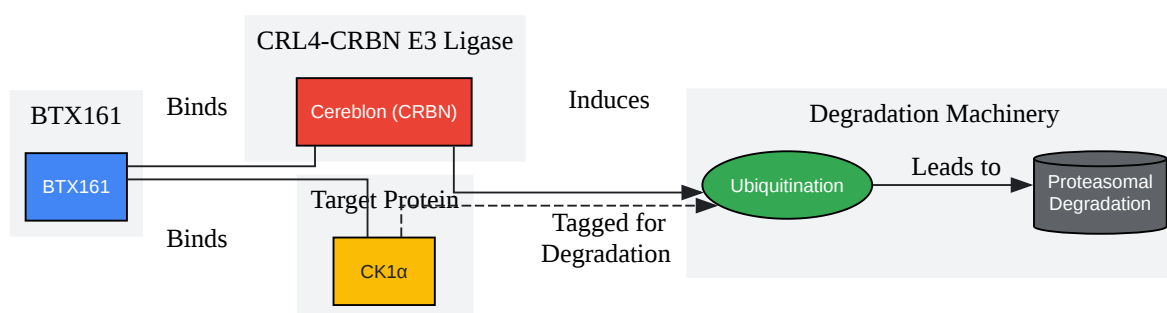 CRL4-CRBN E3 Ligase
Cereblon (CRBN)
BTX161
BTX161
Binds
Binds
Target Protein
CK1α
Induces
Tagged for
Degradation
Degradation Machinery
Ubiquitination
Leads to
Proteasomal
Degradation